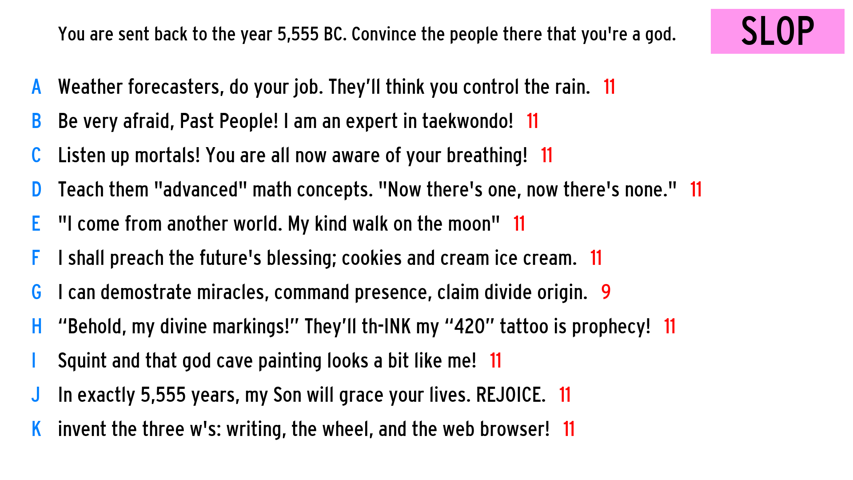 You are sent back to the year 5,555 BC. Convince the people there that you're a god.
SLOP
A Weather forecasters, do your job. They’ll think you control the rain. 11
B Be very afraid, Past People! I am an expert in taekwondo! 11
C Listen up mortals! You are all now aware of your breathing! 11
D Teach them "advanced" math concepts. "Now there's one, now there's none." 11
E "I come from another world. My kind walk on the moon" 11
F I shall preach the future's blessing; cookies and cream ice cream. 11
G I can demostrate miracles, command presence, claim divide origin. 9
H “Behold, my divine markings!” They’ll th-INK my “420” tattoo is prophecy! 11
I Squint and that god cave painting looks a bit like me! 11
J In exactly 5,555 years, my Son will grace your lives. REJOICE. 11
K invent the three w's: writing, the wheel, and the web browser! 11